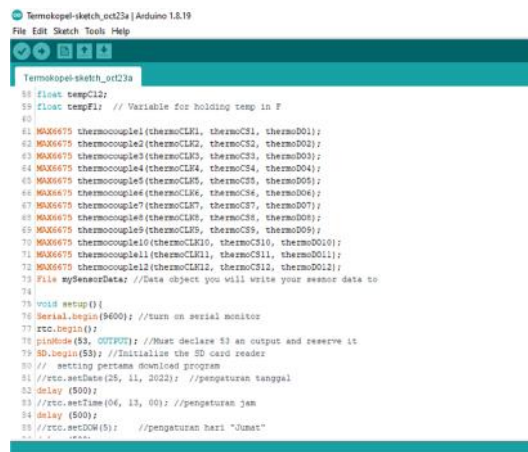 Termokopel-sketch_oct23a | Arduino 1.8.19
File Edit Sketch Tools Help
Termokopel-sketch_oct23a
58 float tempC12;
59 float tempF1; // Variable for holding temp in F
60
61 MAX6675 thermocouple1(thermoCLK1, thermoCS1, thermoDO1);
62 MAX6675 thermocouple2(thermoCLK2, thermoCS2, thermoDO2);
63 MAX6675 thermocouple3(thermoCLK3, thermoCS3, thermoDO3);
64 MAX6675 thermocouple4(thermoCLK4, thermoCS4, thermoDO4);
65 MAX6675 thermocouple5(thermoCLK5, thermoCS5, thermoDO5);
66 MAX6675 thermocouple6(thermoCLK6, thermoCS6, thermoDO6);
67 MAX6675 thermocouple7(thermoCLK7, thermoCS7, thermoDO7);
68 MAX6675 thermocouple8(thermoCLK8, thermoCS8, thermoDO8);
69 MAX6675 thermocouple9(thermoCLK9, thermoCS9, thermoDO9);
70 MAX6675 thermocouple10(thermoCLK10, thermoCS10, thermoDO10);
71 MAX6675 thermocouple11(thermoCLK11, thermoCS11, thermoDO11);
72 MAX6675 thermocouple12(thermoCLK12, thermoCS12, thermoDO12);
73 File mySensorData; //Data object you will write your sesnor data to
74
75 void setup(){
76 Serial.begin(9600); //turn on serial monitor
77 rtc.begin();
78 pinMode(53, OUTPUT); //Must declare 53 an output and reserve it
79 SD.begin(53); //Initialize the SD card reader
80 // setting pertama download program
81 //rtc.setDate(25, 11, 2022); //pengaturan tanggal
82 delay (500);
83 //rtc.setTime(06, 13, 00); //pengaturan jam
84 delay (500);
85 //rtc.setDOW(5); //pengaturan hari "Jumat"